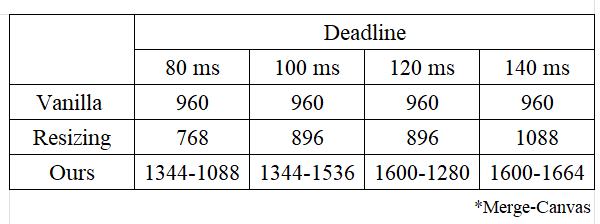 Deadline
80 ms 100 ms 120 ms 140 ms
Vanilla 960 960 960 960
Resizing 768 896 896 1088
Ours 1344-1088 1344-1536 1600-1280 1600-1664
*Merge-Canvas